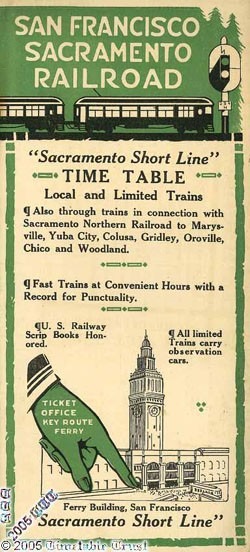 SAN FRANCISCO
SACRAMENTO
RAILROAD
"Sacramento Short Line"
TIME TABLE
Local and Limited Trains
¶ Also through trains in connection with
Sacramento Northern Railroad to Marys-
ville, Yuba City, Colusa, Gridley, Oroville,
Chico and Woodland.
¶ Fast Trains at Convenient Hours with a
Record for Punctuality.
¶ U. S. Railway
Scrip Books Hon-
ored.
¶ All limited
Trains carry
observation
cars.
TICKET
OFFICE
KEY ROUTE
FERRY
Ferry Building, San Francisco
"Sacramento Short Line"
© 2005 Timetable Trust